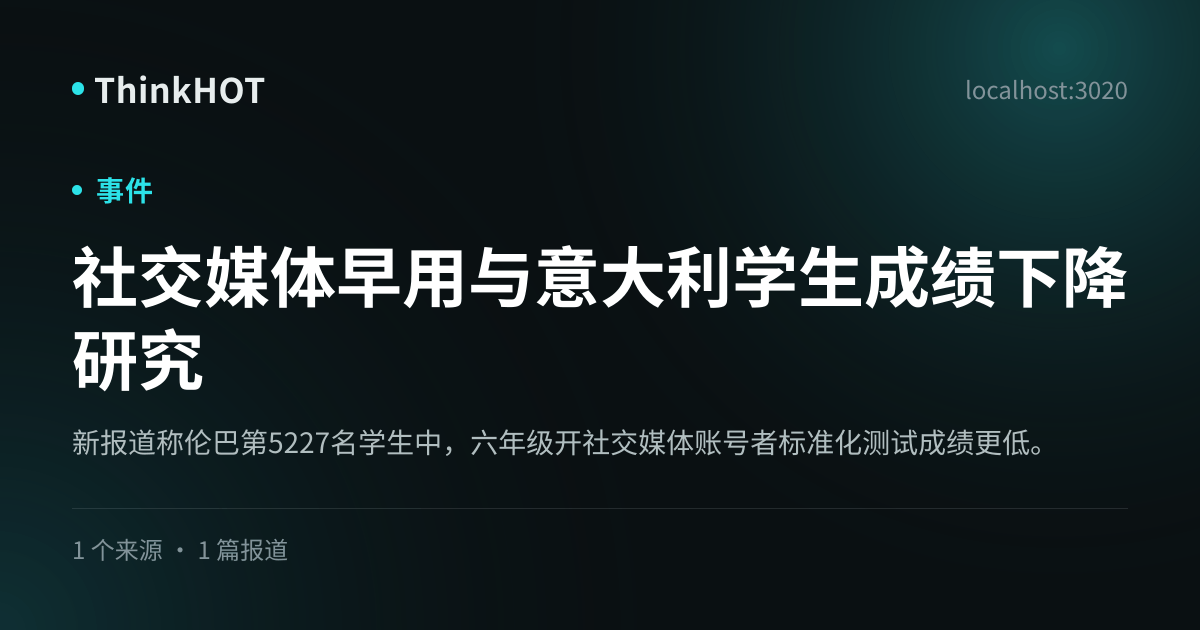 ThinkHOT
localhost:3020
事件
社交媒体早用与意大利学生成绩下降
研究
新报道称伦巴第5227名学生中，六年级开社交媒体账号者标准化测试成绩更低。
1 个来源 · 1 篇报道